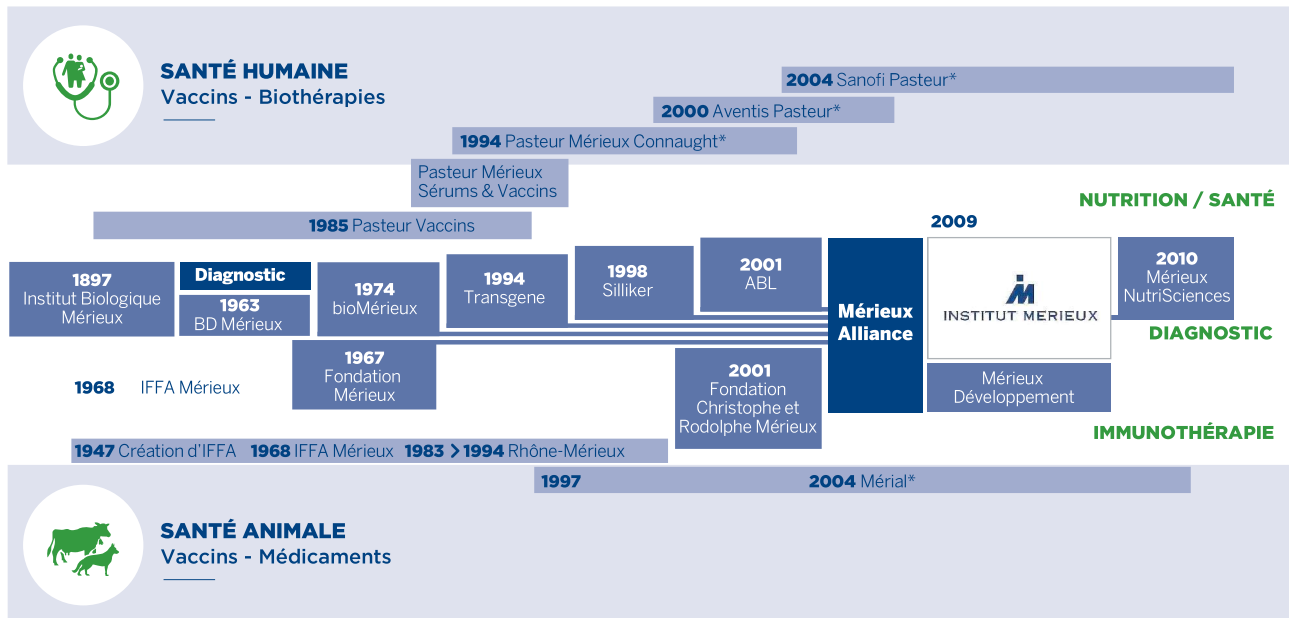 SANTÉ HUMAINE
Vaccins - Biothérapies
2004 Sanofi Pasteur*
2000 Aventis Pasteur*
1994 Pasteur Mérieux Connaught*
Pasteur Mérieux
Sérums & Vaccins
1985 Pasteur Vaccins
NUTRITION / SANTÉ
2009
1897
Institut Biologique
Mérieux
Diagnostic
1963
BD Mérieux
1974
bioMérieux
1994
Transgene
1998
Silliker
2001
ABL
Mérieux
Alliance
INSTITUT MERIEUX
2010
Mérieux
NutriSciences
DIAGNOSTIC
1968 IFFA Mérieux
1967
Fondation
Mérieux
2001
Fondation
Christophe et
Rodolphe Mérieux
Mérieux
Développement
IMMUNOTHÉRAPIE
1947 Création d'IFFA 1968 IFFA Mérieux 1983 > 1994 Rhône-Mérieux
1997 2004 Mérial*
SANTÉ ANIMALE
Vaccins - Médicaments